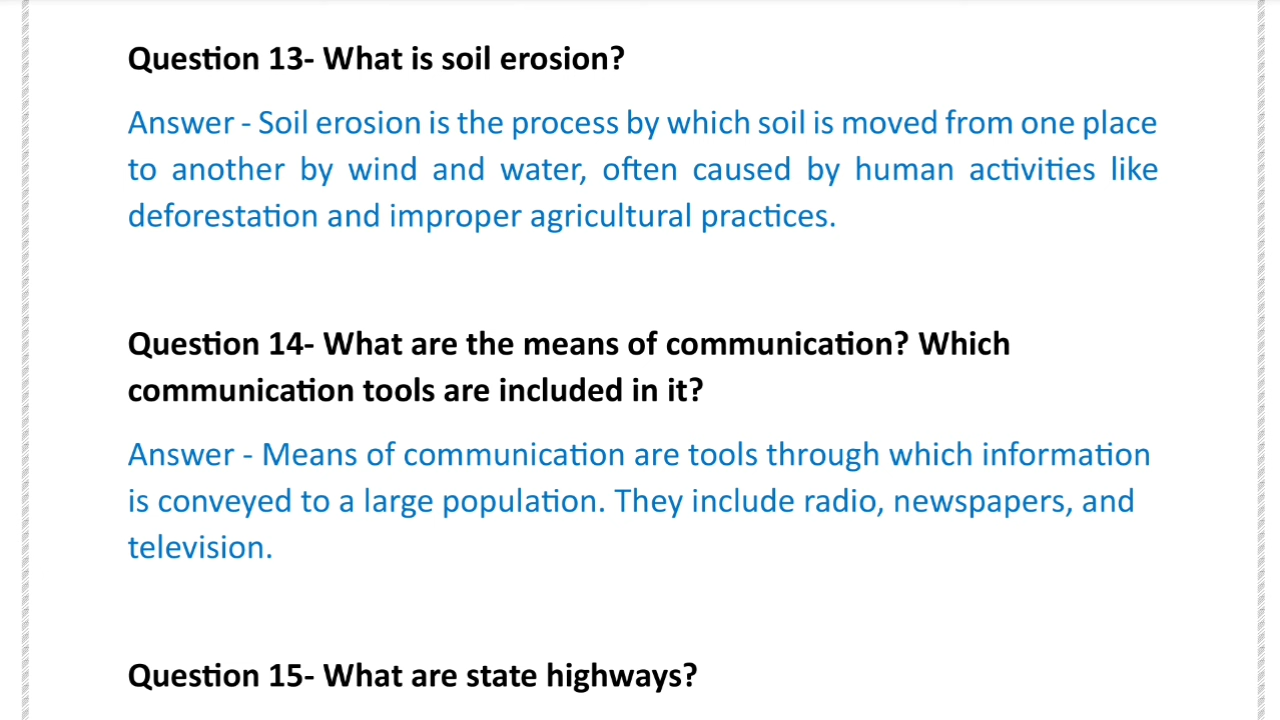 Question 13- What is soil erosion?
Answer - Soil erosion is the process by which soil is moved from one place
to another by wind and water, often caused by human activities like
deforestation and improper agricultural practices.
Question 14- What are the means of communication? Which
communication tools are included in it?
Answer - Means of communication are tools through which information
is conveyed to a large population. They include radio, newspapers, and
television.
Question 15- What are state highways?